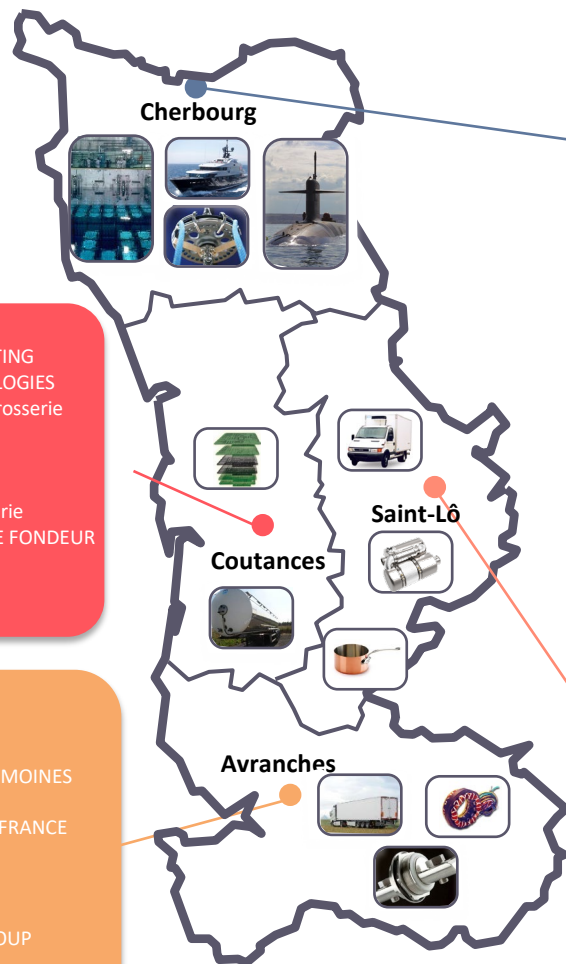 Cherbourg
TING
LOGIES
rosserie
rie
E FONDEUR
Saint-Lô
Coutances
Avranches
MOINES
FRANCE
OUP